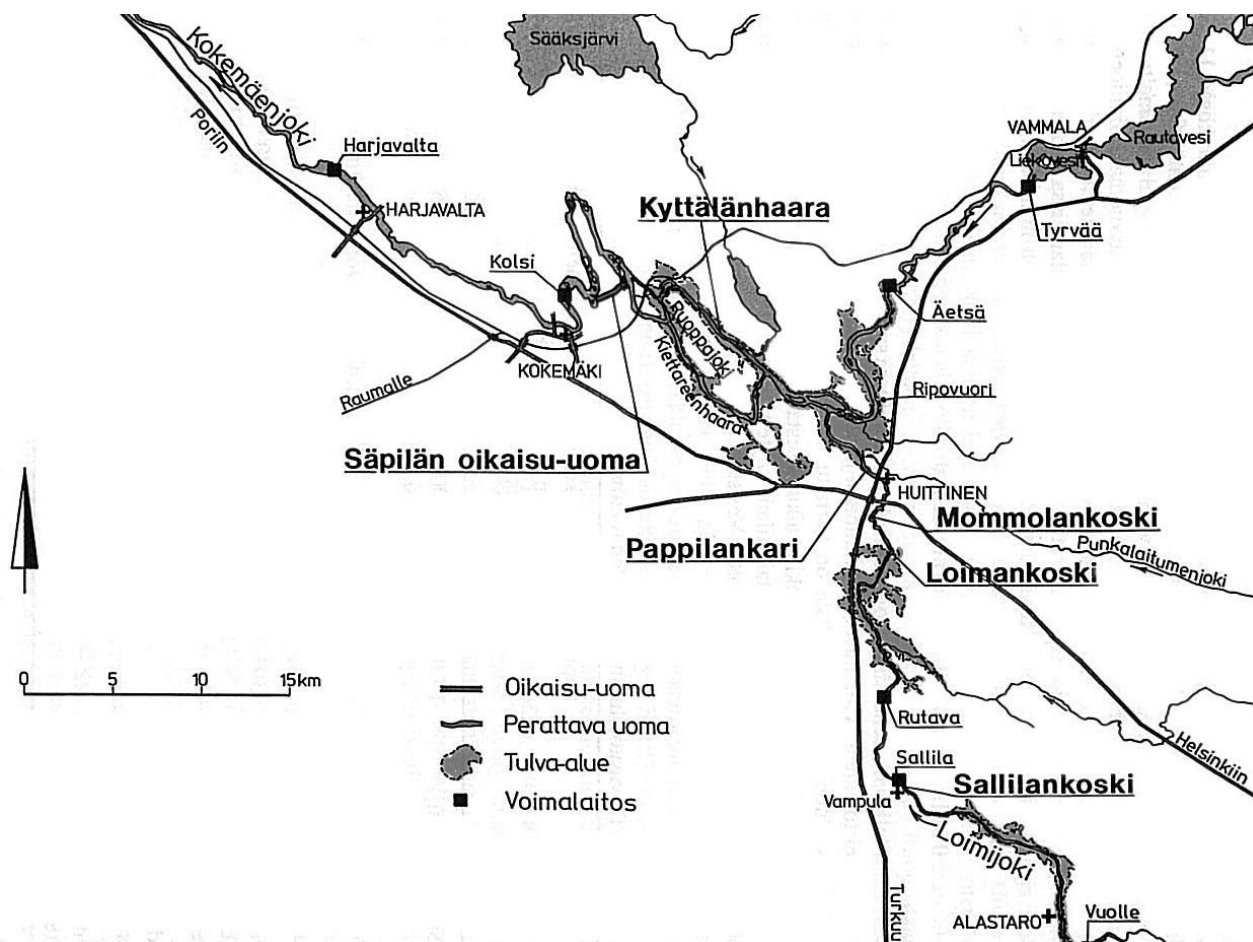 Sääksjärvi
Kokemäenjoki
Poriin
VAMMALA
Rautavesi
Liekovesi
Harjavalta
HARJAVALTA
Kyttälänhaara
Tyrvää
Kolsi
Äetsä
Ruoppajoki
Kiettareenhaara
KOKEMÄKI
Raumalle
Ripovuori
Säpilän oikaisu-uoma
HUITTINEN
Mommolankoski
Pappilankari
Punkalaitumenjoki
Loimankoski
0 5 10 15km
Oikaisu-uoma
Perattava uoma
Tulva-alue
Voimalaitos
Rutava
Helsinkiin
Sallila
Sallilankoski
Vampula
Loimijoki
Turkuu
ALASTARO
Vuolle